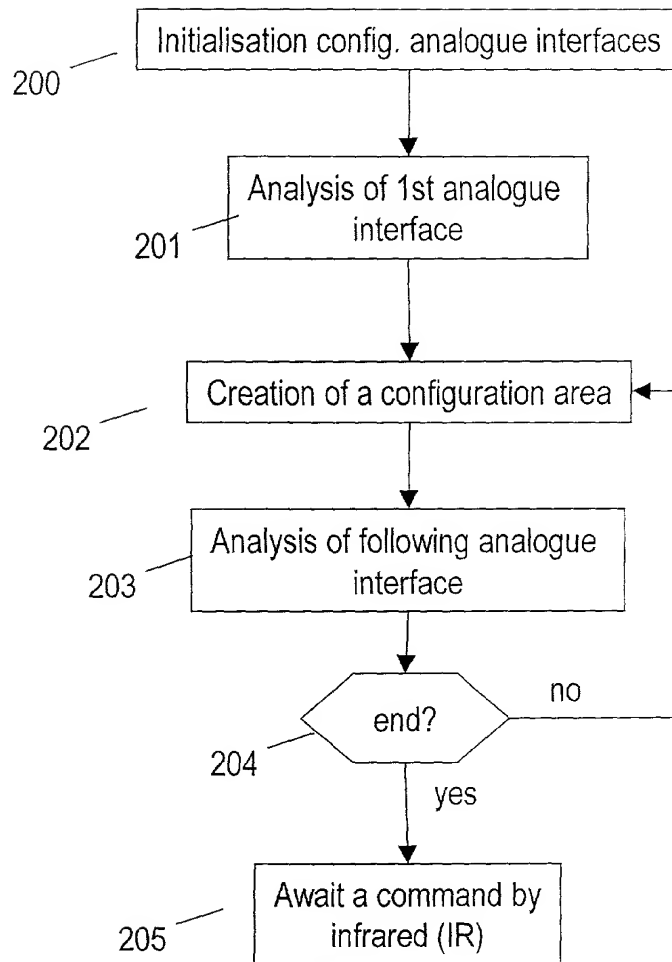 Initialisation config. analogue interfaces
200
Analysis of 1st analogue
interface
201
Creation of a configuration area
202
Analysis of following analogue
interface
203
end?
no
204
yes
Await a command by
infrared (IR)
205